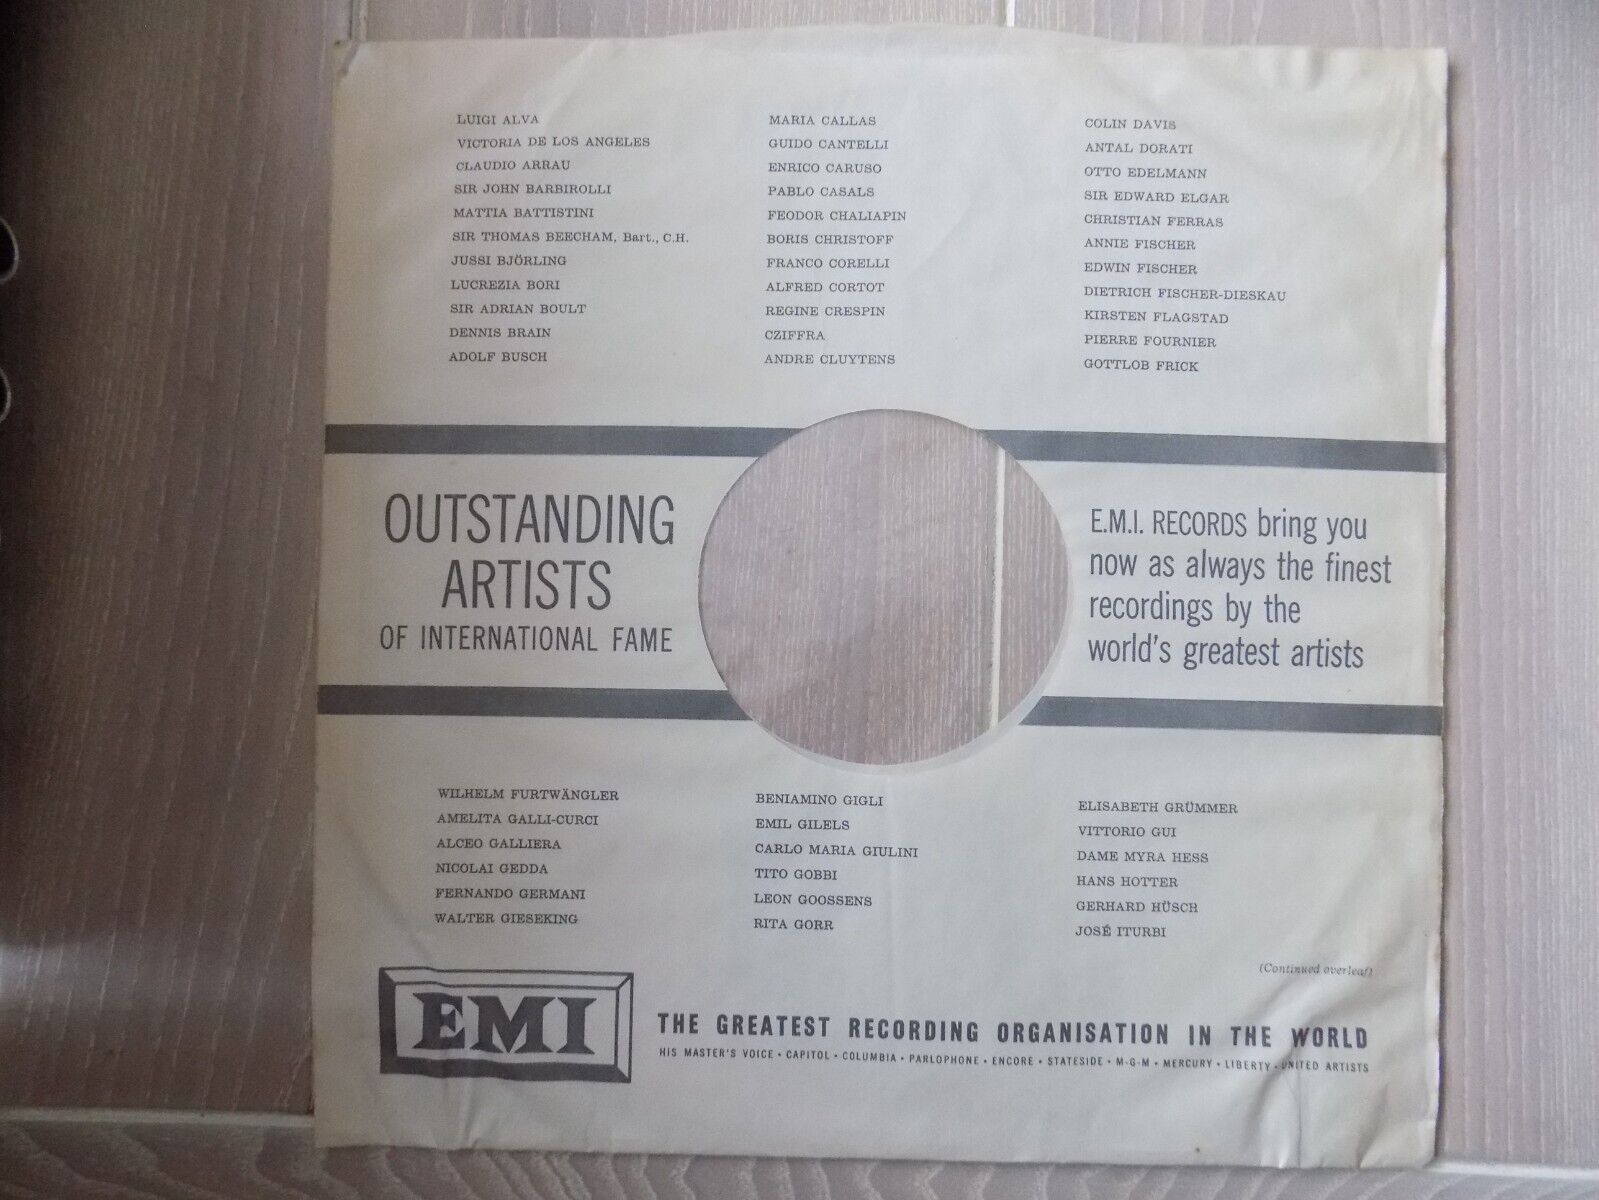 LUIGI ALVA
VICTORIA DE LOS ANGELES
CLAUDIO ARRAU
SIR JOHN BARBIROLLI
MATTIA BATTISTINI
SIR THOMAS BEECHAM, Bart., C.H.
JUSSI BJÖRLING
LUCREZIA BORI
SIR ADRIAN BOULT
DENNIS BRAIN
ADOLF BUSCH
MARIA CALLAS
GUIDO CANTELLI
ENRICO CARUSO
PABLO CASALS
FEODOR CHALIAPIN
BORIS CHRISTOFF
FRANCO CORELLI
ALFRED CORTOT
REGINE CRESPIN
CZIFFRA
ANDRE CLUYTENS
COLIN DAVIS
ANTAL DORATI
OTTO EDELMANN
SIR EDWARD ELGAR
CHRISTIAN FERRAS
ANNIE FISCHER
EDWIN FISCHER
DIETRICH FISCHER-DIESKAU
KIRSTEN FLAGSTAD
PIERRE FOURNIER
GOTTLOB FRICK
OUTSTANDING
ARTISTS
OF INTERNATIONAL FAME
E.M.I. RECORDS bring you
now as always the finest
recordings by the
world's greatest artists
WILHELM FURTWÄNGLER
AMELITA GALLI-CURCI
ALCEO GALLIERA
NICOLAI GEDDA
FERNANDO GERMANI
WALTER GIESEKING
BENIAMINO GIGLI
EMIL GILELS
CARLO MARIA GIULINI
TITO GOBBI
LEON GOOSSENS
RITA GORR
ELISABETH GRÜMMER
VITTORIO GUI
DAME MYRA HESS
HANS HOTTER
GERHARD HÜSCH
JOSÉ ITURBI
(Continued overleaf)
EMI
THE GREATEST RECORDING ORGANISATION IN THE WORLD
HIS MASTER'S VOICE • CAPITOL • COLUMBIA • PARLOPHONE • ENCORE • STATESIDE • M-G-M • MERCURY • LIBERTY • UNITED ARTISTS